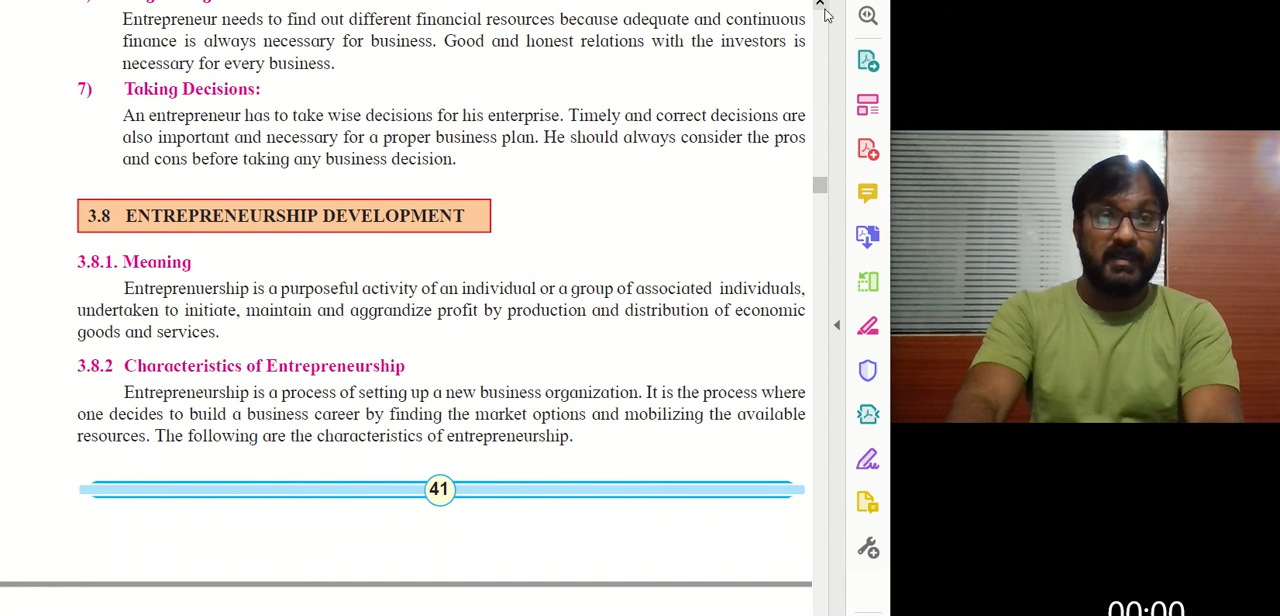 Entrepreneur needs to find out different financial resources because adequate and continuous
finance is always necessary for business. Good and honest relations with the investors is
necessary for every business.
7) Taking Decisions:
An entrepreneur has to take wise decisions for his enterprise. Timely and correct decisions are
also important and necessary for a proper business plan. He should always consider the pros
and cons before taking any business decision.
3.8 ENTREPRENEURSHIP DEVELOPMENT
3.8.1. Meaning
Entreprenuership is a purposeful activity of an individual or a group of associated individuals,
undertaken to initiate, maintain and aggrandize profit by production and distribution of economic
goods and services.
3.8.2 Characteristics of Entrepreneurship
Entrepreneurship is a process of setting up a new business organization. It is the process where
one decides to build a business career by finding the market options and mobilizing the available
resources. The following are the characteristics of entrepreneurship.
41
00:00